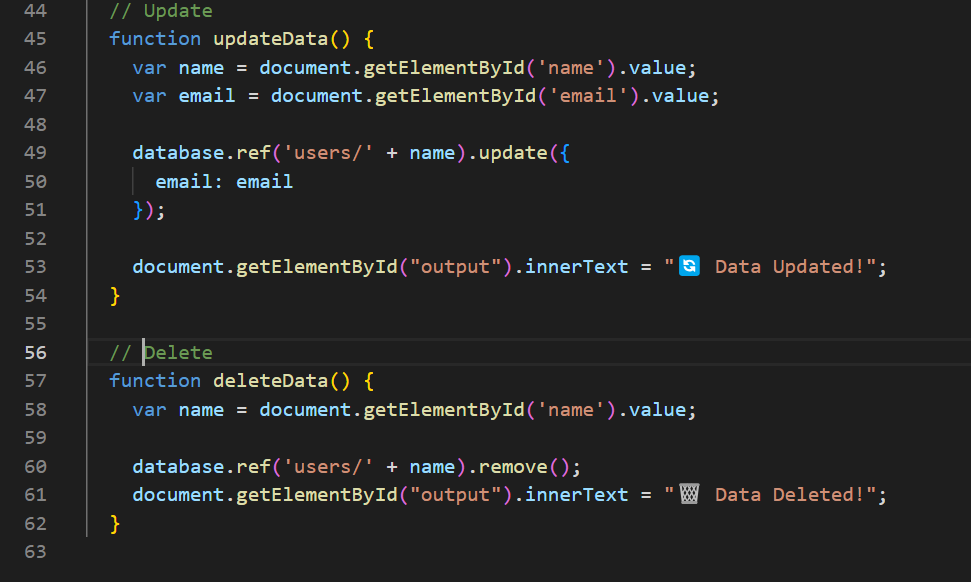 44 // Update
45 function updateData() {
46 var name = document.getElementById('name').value;
47 var email = document.getElementById('email').value;
48
49 database.ref('users/' + name).update({
50 email: email
51 });
52
53 document.getElementById("output").innerText = "🔄 Data Updated!";
54 }
55
56 // Delete
57 function deleteData() {
58 var name = document.getElementById('name').value;
59
60 database.ref('users/' + name).remove();
61 document.getElementById("output").innerText = "🗑️ Data Deleted!";
62 }
63